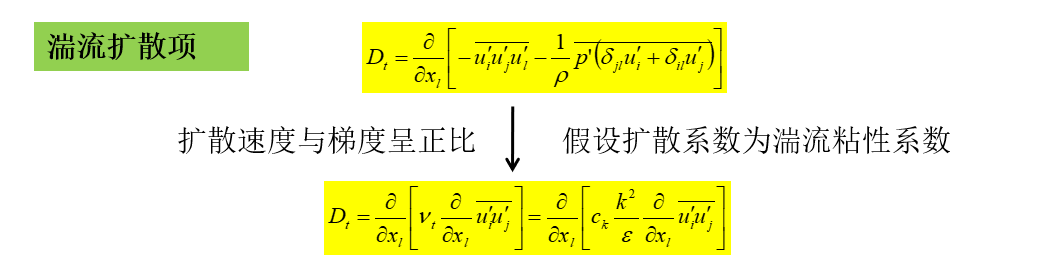 湍流扩散项
$D_t = \frac{\partial}{\partial x_l}\left[-\overline{u_i' u_j' u_l'} - \frac{1}{\rho}\overline{p'\left(\delta_{jl}u_i' + \delta_{il}u_j'\right)}\right]$
扩散速度与梯度呈正比 假设扩散系数为湍流粘性系数
$D_t = \frac{\partial}{\partial x_l}\left[\nu_t \frac{\partial}{\partial x_l}\overline{u_i' u_j'}\right] = \frac{\partial}{\partial x_l}\left[c_k \frac{k^2}{\varepsilon} \frac{\partial}{\partial x_l}\overline{u_i' u_j'}\right]$